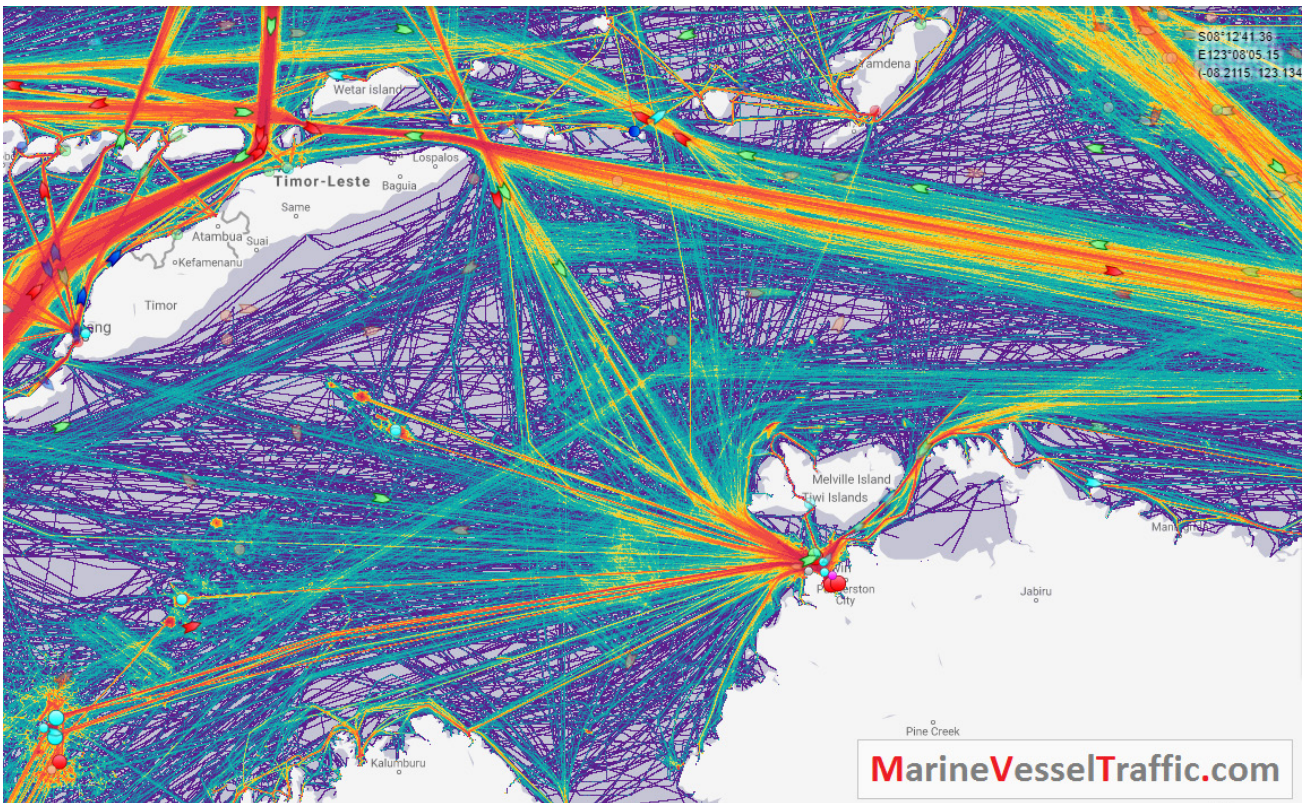 S08°12'41.36
E123°08'05.15
(-08.2115, 123.134
Yamdena
Wetar island
Lospalos
Timor-Leste
Baguia
Same
Atambua
Suai
Kefamenanu
Timor
Melville Island
Tiwi Islands
City
Jabiru
Pine Creek
Kalumburu
MarineVesselTraffic.com